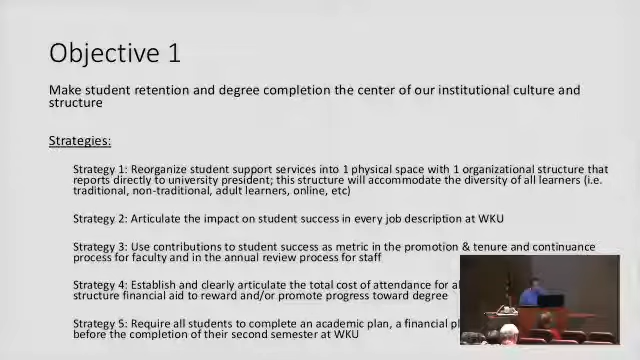 Objective 1
Make student retention and degree completion the center of our institutional culture and
structure
Strategies:
Strategy 1: Reorganize student support services into 1 physical space with 1 organizational structure that
reports directly to university president; this structure will accommodate the diversity of all learners (i.e.
traditional, non-traditional, adult learners, online, etc)
Strategy 2: Articulate the impact on student success in every job description at WKU
Strategy 3: Use contributions to student success as metric in the promotion & tenure and continuance
process for faculty and in the annual review process for staff
Strategy 4: Establish and clearly articulate the total cost of attendance for
structure financial aid to reward and/or promote progress toward degree
Strategy 5: Require all students to complete an academic plan, a financial
before the completion of their second semester at WKU